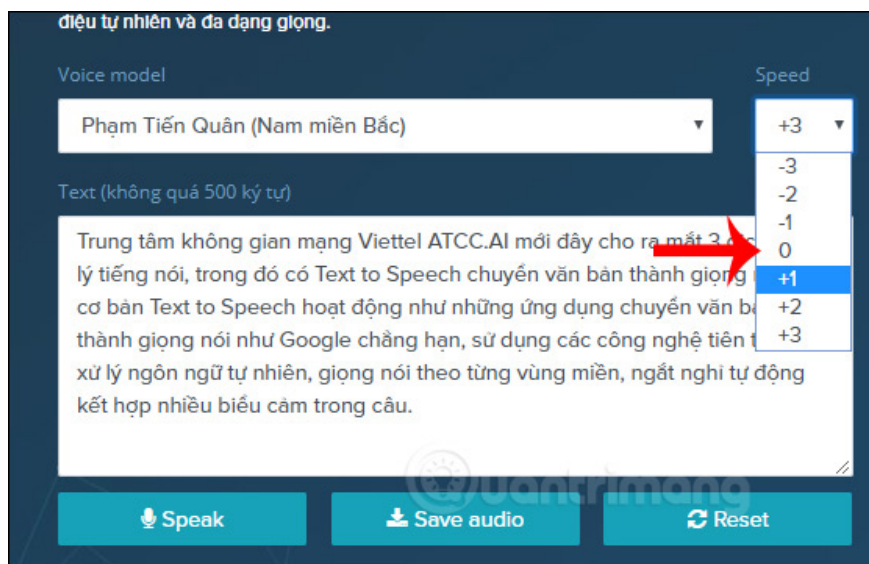 điệu tự nhiên và đa dạng giọng.
Voice model
Speed
Phạm Tiến Quân (Nam miền Bắc)
+3
-3
-2
-1
0
+1
+2
+3
Text (không quá 500 ký tự)
Trung tâm không gian mạng Viettel ATCC.AI mới đây cho ra mắt 3
lý tiếng nói, trong đó có Text to Speech chuyển văn bản thành giọng
cơ bản Text to Speech hoạt động như những ứng dụng chuyển văn
thành giọng nói như Google chẳng hạn, sử dụng các công nghệ tiên
xử lý ngôn ngữ tự nhiên, giọng nói theo từng vùng miền, ngắt nghỉ tự động
kết hợp nhiều biểu cảm trong câu.
Quantrimang
Speak
Save audio
Reset